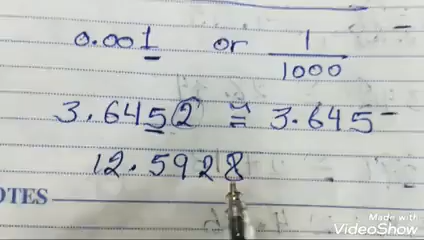 0.001 or 1/1000
3.6452 ≅ 3.645
12.5928
OTES
Made with
VideoShow